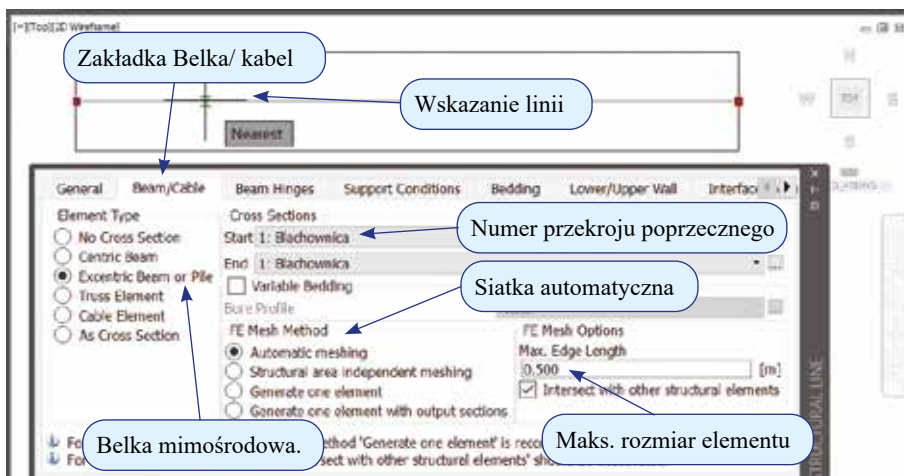 [-][Top][2D Wireframe]
Zakładka Belka/ kabel
Wskazanie linii
TOP
Nearest
General Beam/Cable Beam Hinges Support Conditions Bedding Lower/Upper Wall
Element Type
No Cross Section
Centric Beam
Excentric Beam or Pile
Truss Element
Cable Element
As Cross Section
Cross Sections
Start 1: Blachownica
Numer przekroju poprzecznego
End 1: Blachownica
Variable Bedding
Siatka automatyczna
Bore Profile
FE Mesh Method
Automatic meshing
Structural area independent meshing
Generate one element
Generate one element with output sections
FE Mesh Options
Max. Edge Length
0.500 [m]
Intersect with other structural elements
Belka mimośrodowa.
Maks. rozmiar elementu
ethod 'Generate one element' is reco
sect with other structural elements'